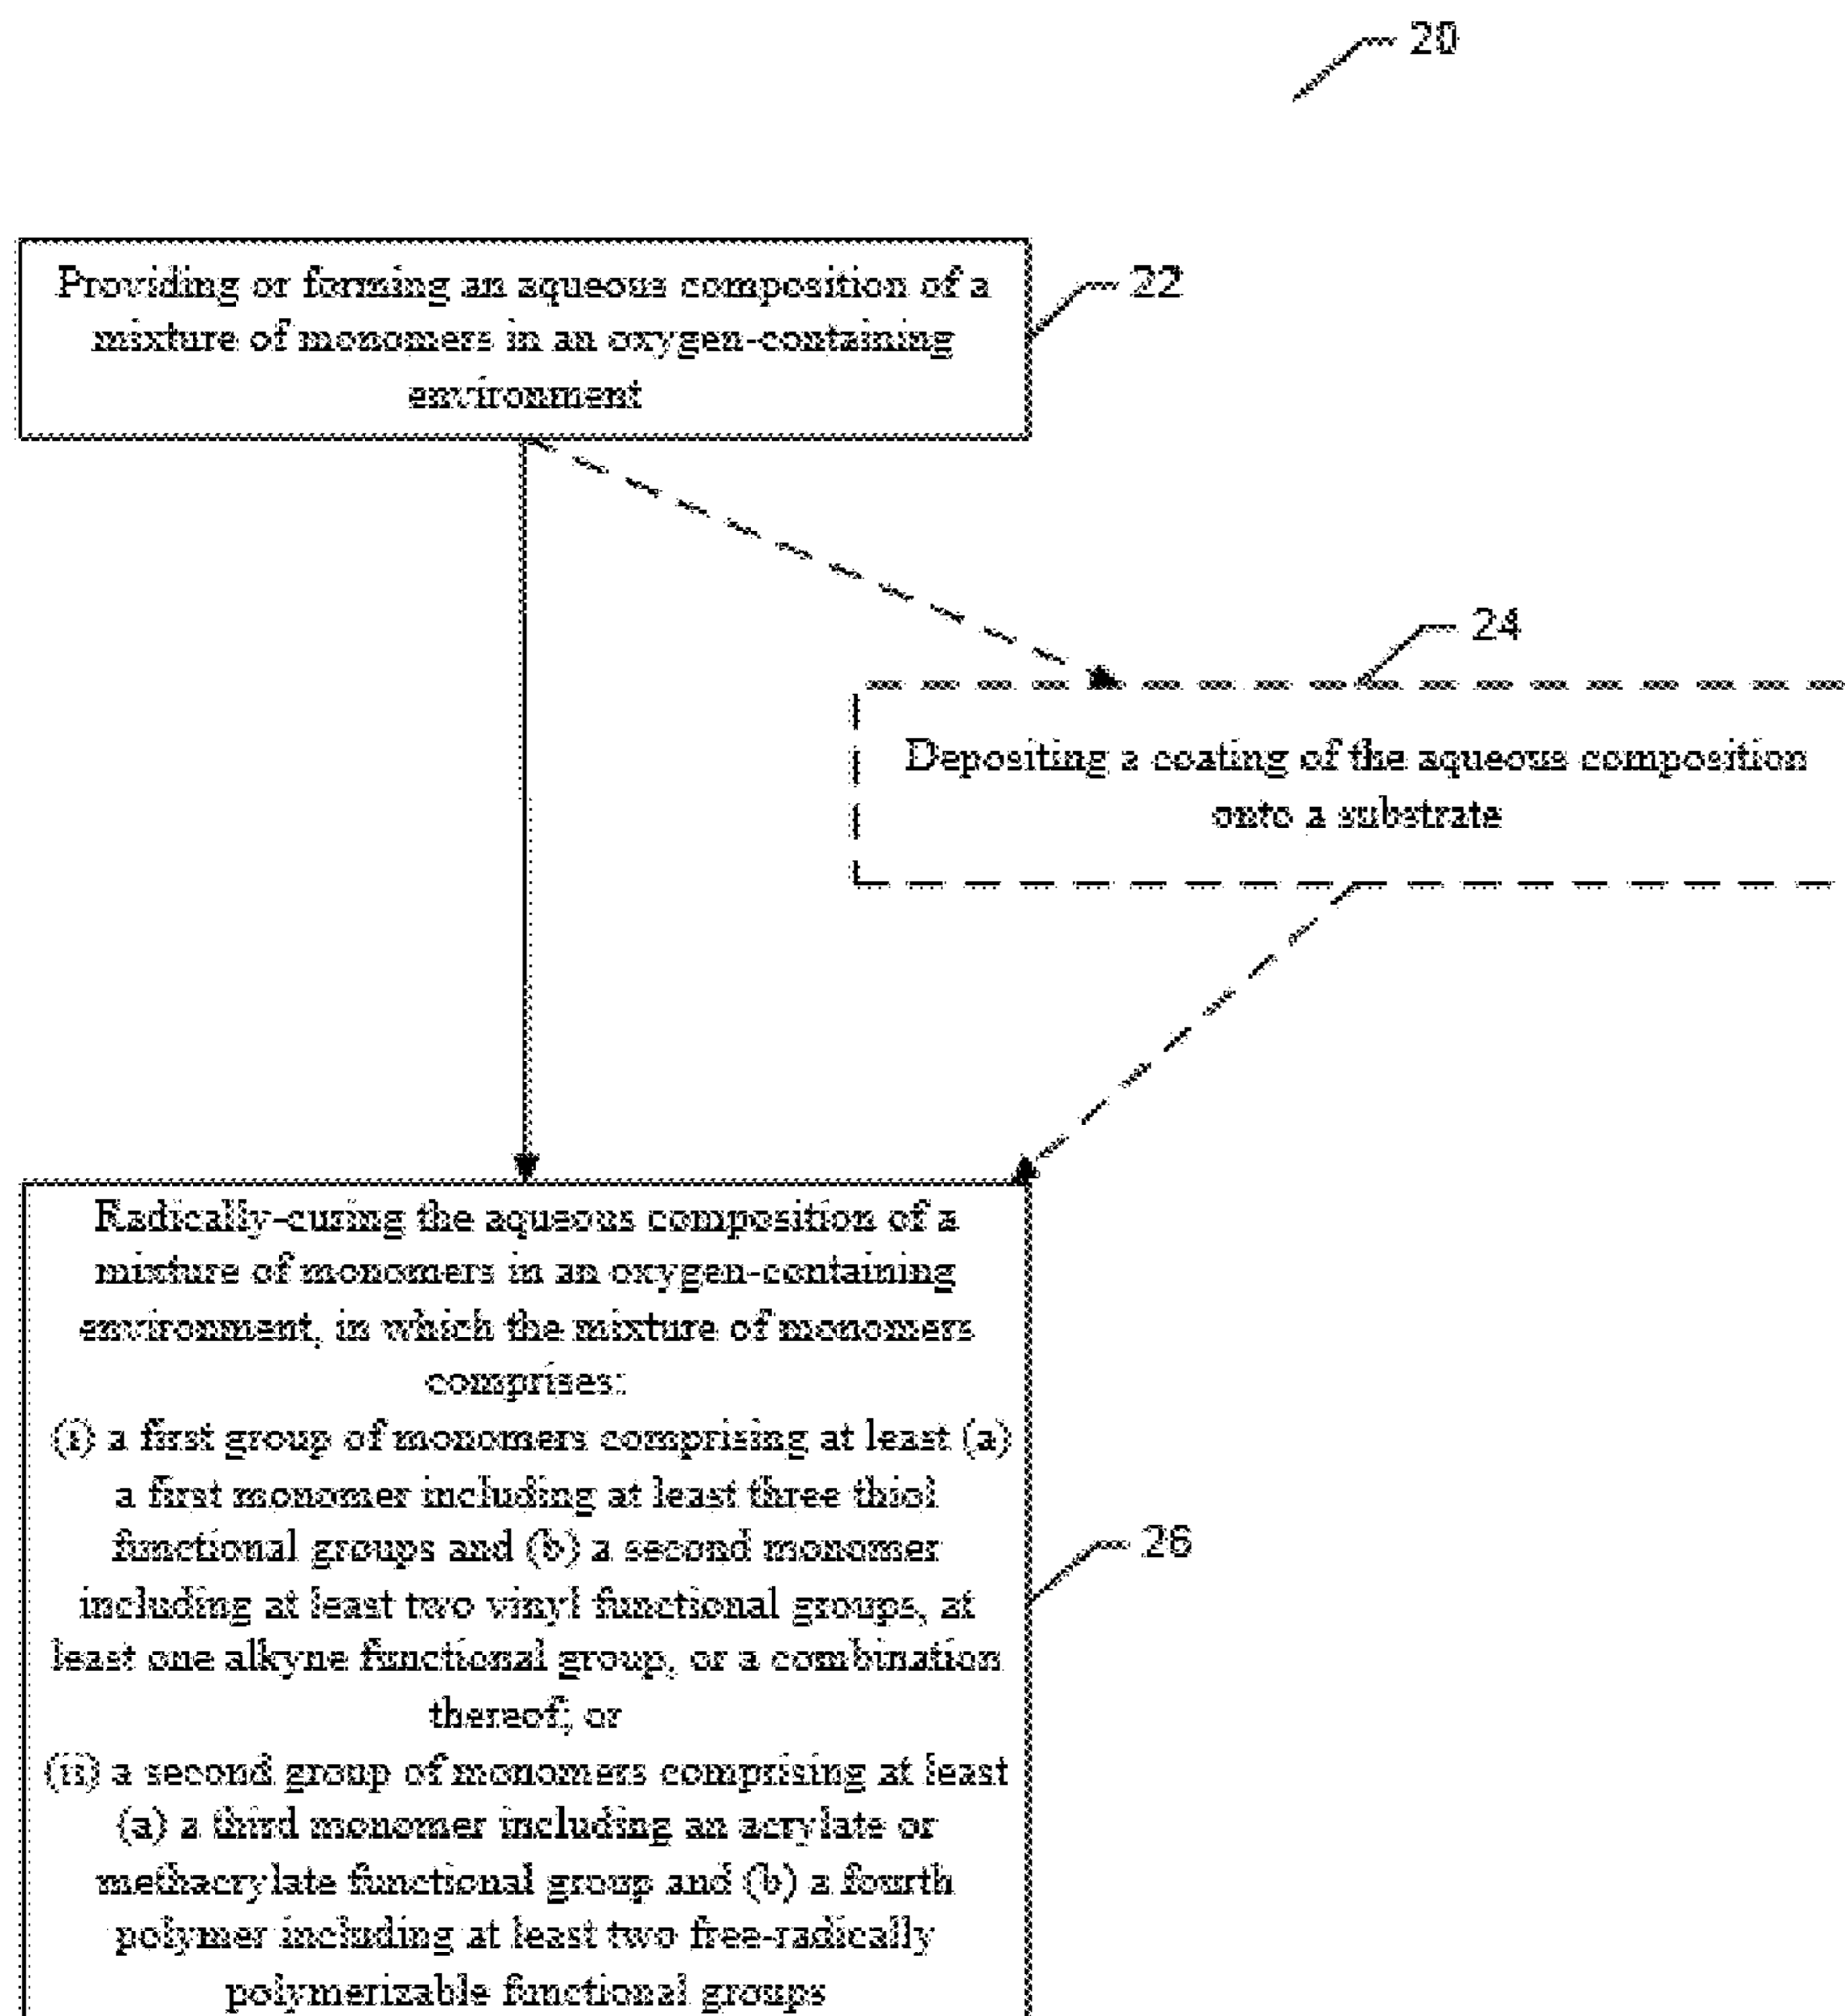 20
Providing or forming an aqueous composition of a
mixture of monomers in an oxygen-containing
environment
22
24
Depositing a coating of the aqueous composition
onto a substrate
Radically-curing the aqueous composition of a
mixture of monomers in an oxygen-containing
environment, in which the mixture of monomers
comprises:
(i) a first group of monomers comprising at least (a)
a first monomer including at least three thiol
functional groups and (b) a second monomer
including at least two vinyl functional groups, at
least one alkyne functional group, or a combination
thereof; or
(ii) a second group of monomers comprising at least
(a) a third monomer including an acrylate or
methacrylate functional group and (b) a fourth
polymer including at least two free-radically
polymerizable functional groups
26